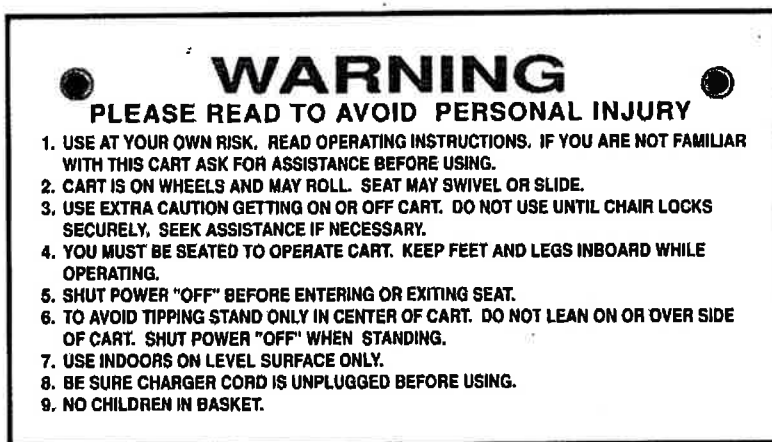 WARNING
PLEASE READ TO AVOID PERSONAL INJURY
1. USE AT YOUR OWN RISK. READ OPERATING INSTRUCTIONS. IF YOU ARE NOT FAMILIAR
WITH THIS CART ASK FOR ASSISTANCE BEFORE USING.
2. CART IS ON WHEELS AND MAY ROLL. SEAT MAY SWIVEL OR SLIDE.
3. USE EXTRA CAUTION GETTING ON OR OFF CART. DO NOT USE UNTIL CHAIR LOCKS
SECURELY, SEEK ASSISTANCE IF NECESSARY.
4. YOU MUST BE SEATED TO OPERATE CART. KEEP FEET AND LEGS INBOARD WHILE
OPERATING.
5. SHUT POWER "OFF" BEFORE ENTERING OR EXITING SEAT.
6. TO AVOID TIPPING STAND ONLY IN CENTER OF CART. DO NOT LEAN ON OR OVER SIDE
OF CART. SHUT POWER "OFF" WHEN STANDING.
7. USE INDOORS ON LEVEL SURFACE ONLY.
8. BE SURE CHARGER CORD IS UNPLUGGED BEFORE USING.
9. NO CHILDREN IN BASKET.